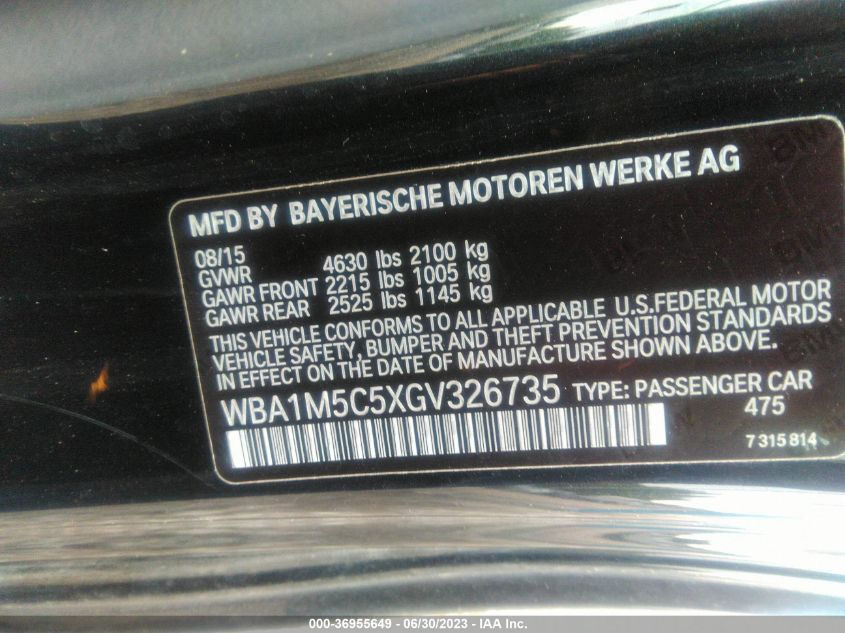 MFD BY BAYERISCHE MOTOREN WERKE AG
08/15
GVWR 4630 lbs 2100 kg
GAWR FRONT 2215 lbs 1005 kg
GAWR REAR 2525 lbs 1145 kg
THIS VEHICLE CONFORMS TO ALL APPLICABLE U.S.FEDERAL MOTOR
VEHICLE SAFETY, BUMPER AND THEFT PREVENTION STANDARDS
IN EFFECT ON THE DATE OF MANUFACTURE SHOWN ABOVE.
WBA1M5C5XGV326735 TYPE: PASSENGER CAR
475
7 315 814
000-36955649 - 06/30/2023 - IAA Inc.